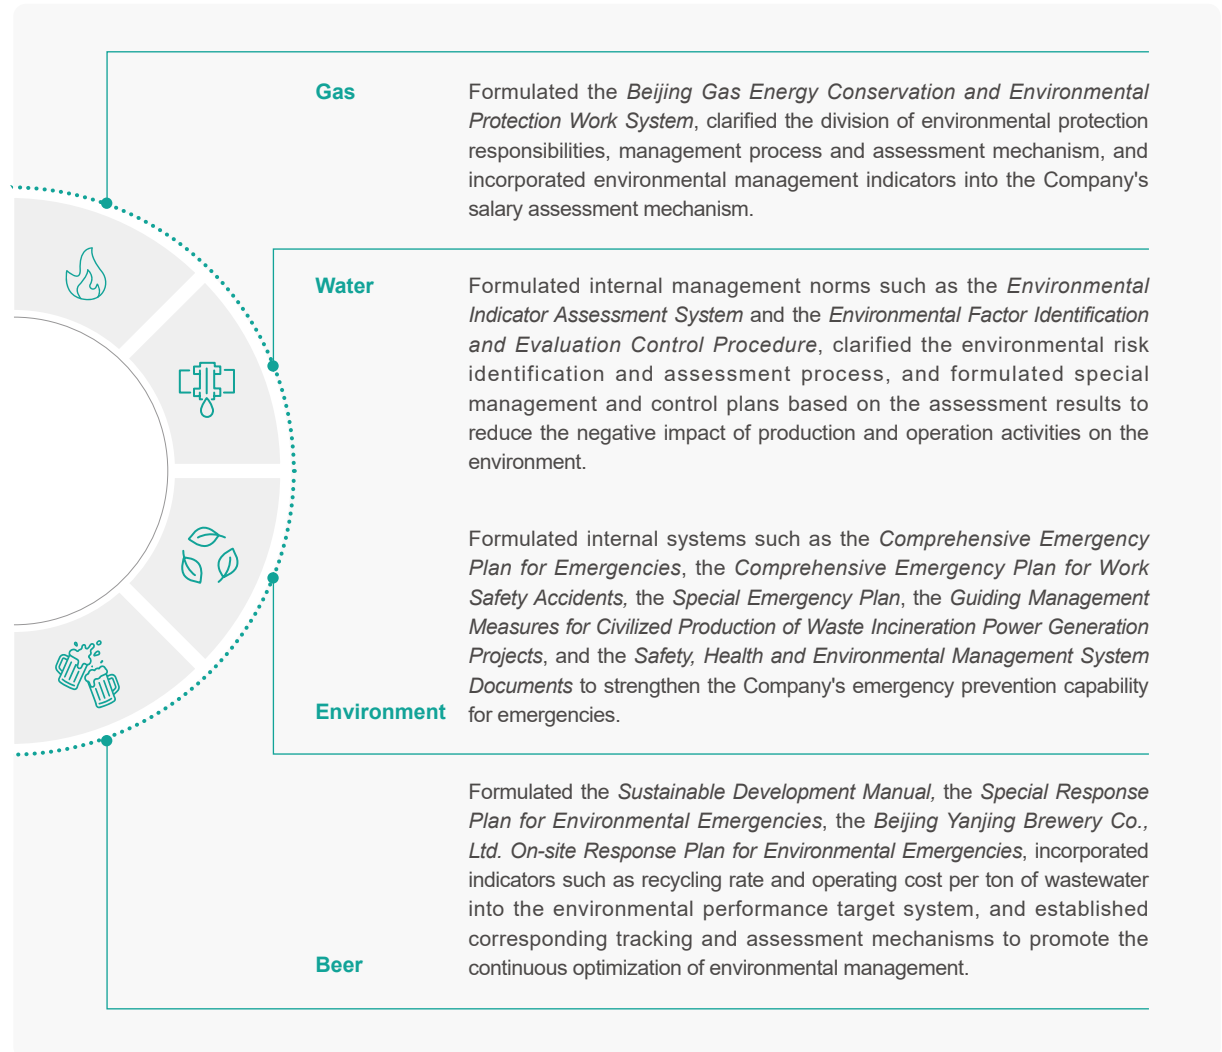 Gas
Formulated the Beijing Gas Energy Conservation and Environmental
Protection Work System, clarified the division of environmental protection
responsibilities, management process and assessment mechanism, and
incorporated environmental management indicators into the Company's
salary assessment mechanism.
Water
Formulated internal management norms such as the Environmental
Indicator Assessment System and the Environmental Factor Identification
and Evaluation Control Procedure, clarified the environmental risk
identification and assessment process, and formulated special
management and control plans based on the assessment results to
reduce the negative impact of production and operation activities on the
environment.
Environment
Formulated internal systems such as the Comprehensive Emergency
Plan for Emergencies, the Comprehensive Emergency Plan for Work
Safety Accidents, the Special Emergency Plan, the Guiding Management
Measures for Civilized Production of Waste Incineration Power Generation
Projects, and the Safety, Health and Environmental Management System
Documents to strengthen the Company's emergency prevention capability
for emergencies.
Beer
Formulated the Sustainable Development Manual, the Special Response
Plan for Environmental Emergencies, the Beijing Yanjing Brewery Co.,
Ltd. On-site Response Plan for Environmental Emergencies, incorporated
indicators such as recycling rate and operating cost per ton of wastewater
into the environmental performance target system, and established
corresponding tracking and assessment mechanisms to promote the
continuous optimization of environmental management.